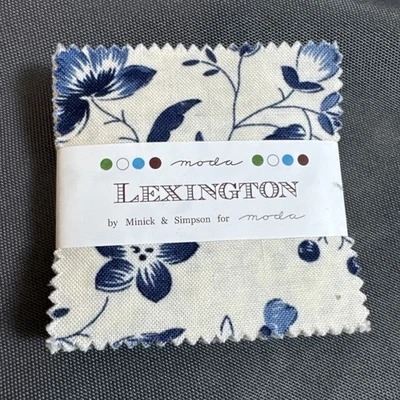 moda
LEXINGTON
by Minick & Simpson for moda